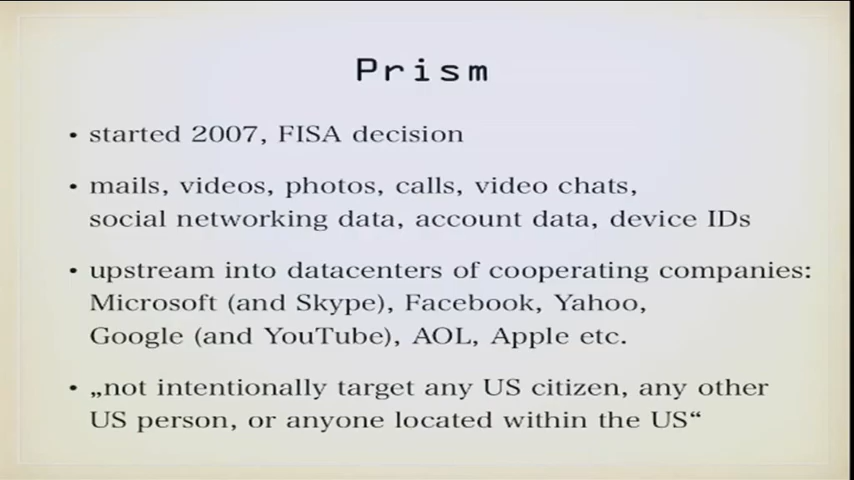 Prism
• started 2007, FISA decision
• mails, videos, photos, calls, video chats,
social networking data, account data, device IDs
• upstream into datacenters of cooperating companies:
Microsoft (and Skype), Facebook, Yahoo,
Google (and YouTube), AOL, Apple etc.
• „not intentionally target any US citizen, any other
US person, or anyone located within the US“